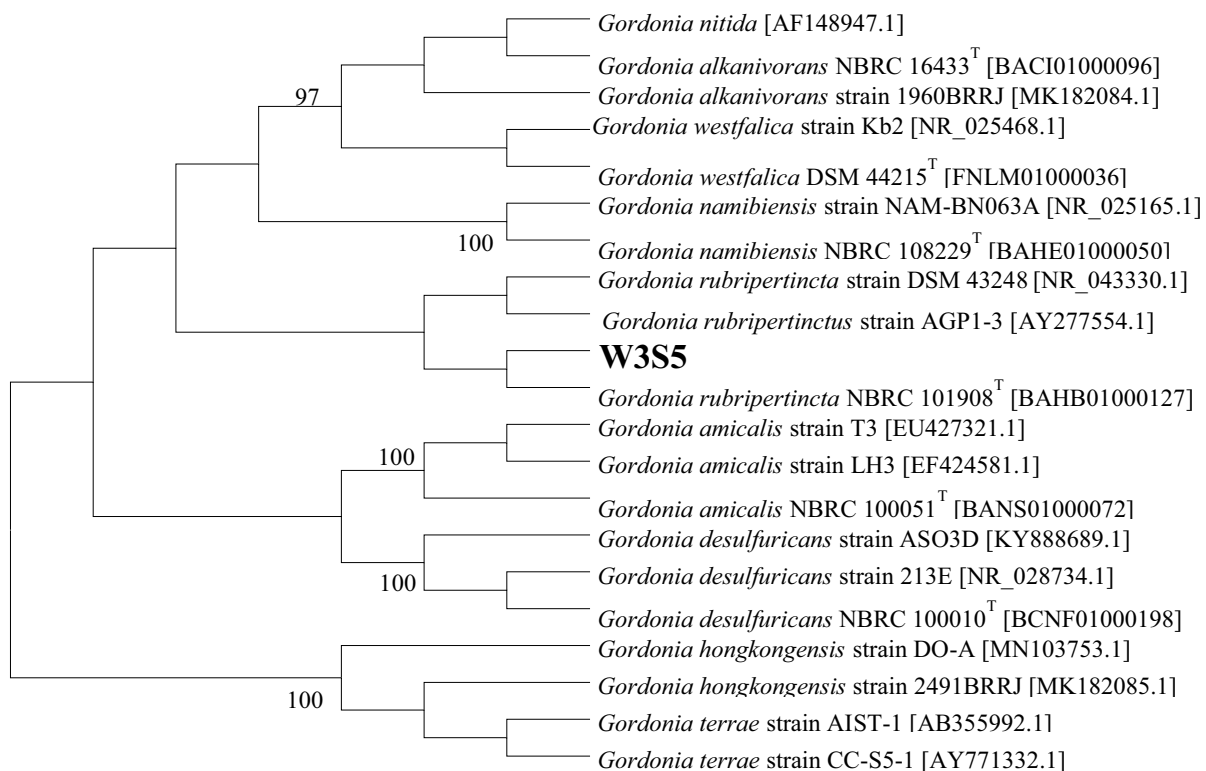 Gordonia nitida [AF148947.1]
Gordonia alkanivorans NBRC 16433T [BACI01000096]
97
Gordonia alkanivorans strain 1960BRRJ [MK182084.1]
Gordonia westfalica strain Kb2 [NR_025468.1]
Gordonia westfalica DSM 44215T [FNLM01000036]
Gordonia namibiensis strain NAM-BN063A [NR_025165.1]
100
Gordonia namibiensis NBRC 108229T [BAHE01000050]
Gordonia rubripertincta strain DSM 43248 [NR_043330.1]
Gordonia rubripertinctus strain AGP1-3 [AY277554.1]
W3S5
Gordonia rubripertincta NBRC 101908T [BAHB01000127]
Gordonia amicalis strain T3 [EU427321.1]
100
Gordonia amicalis strain LH3 [EF424581.1]
Gordonia amicalis NBRC 100051T [BANS01000072]
Gordonia desulfuricans strain ASO3D [KY888689.1]
100
Gordonia desulfuricans strain 213E [NR_028734.1]
Gordonia desulfuricans NBRC 100010T [BCNF01000198]
Gordonia hongkongensis strain DO-A [MN103753.1]
100
Gordonia hongkongensis strain 2491BRRJ [MK182085.1]
Gordonia terrae strain AIST-1 [AB355992.1]
Gordonia terrae strain CC-S5-1 [AY771332.1]